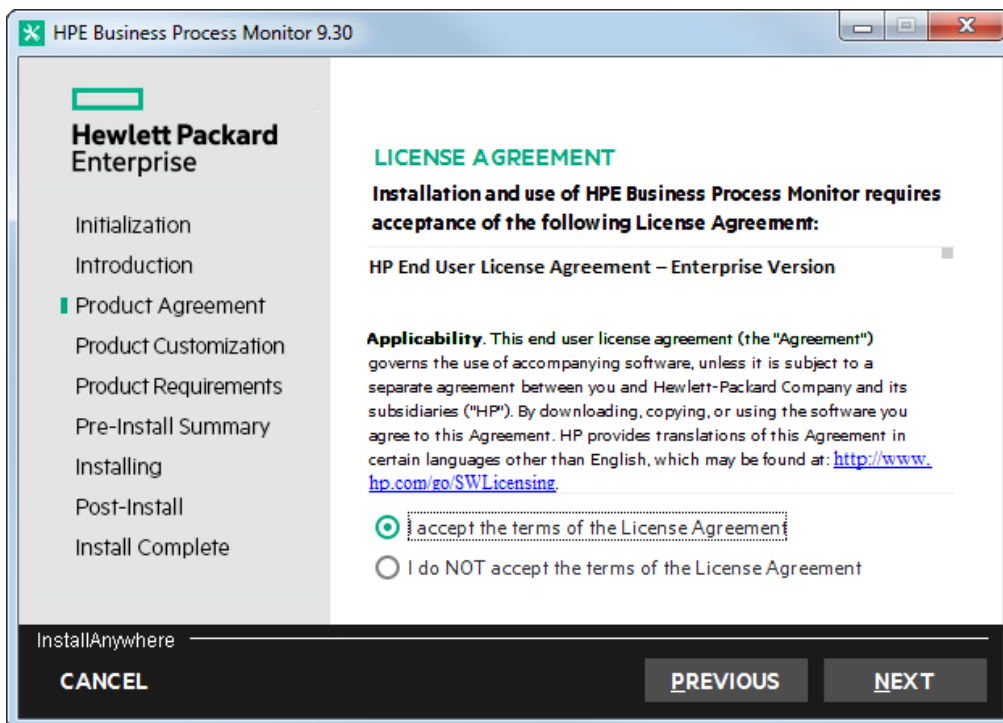 HPE Business Process Monitor 9.30
Hewlett Packard
Enterprise
Initialization
Introduction
Product Agreement
Product Customization
Product Requirements
Pre-Install Summary
Installing
Post-Install
Install Complete
LICENSE AGREEMENT
Installation and use of HPE Business Process Monitor requires
acceptance of the following License Agreement:
HP End User License Agreement – Enterprise Version
Applicability. This end user license agreement (the "Agreement")
governs the use of accompanying software, unless it is subject to a
separate agreement between you and Hewlett-Packard Company and its
subsidiaries ("HP"). By downloading, copying, or using the software you
agree to this Agreement. HP provides translations of this Agreement in
certain languages other than English, which may be found at: http://www.
hp.com/go/SWLicensing.
I accept the terms of the License Agreement
I do NOT accept the terms of the License Agreement
InstallAnywhere
CANCEL
PREVIOUS
NEXT